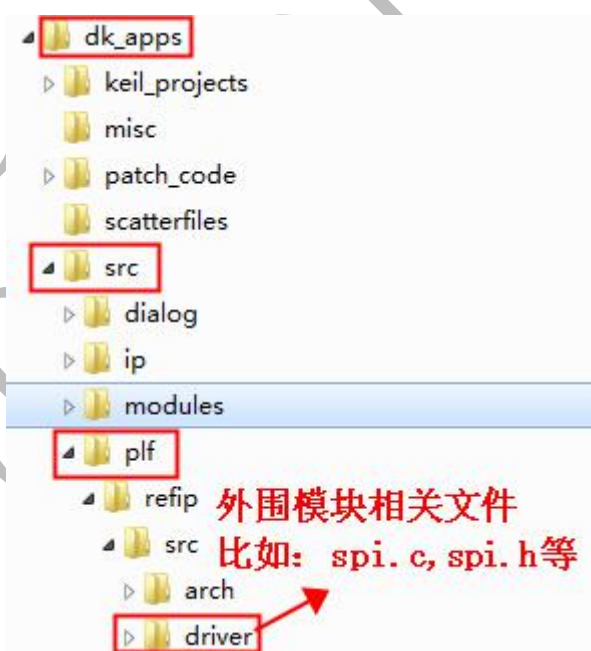 dk_apps
keil_projects
misc
patch_code
scatterfiles
src
dialog
ip
modules
plf
refip
外围模块相关文件
src
比如：spi.c,spi.h等
arch
driver